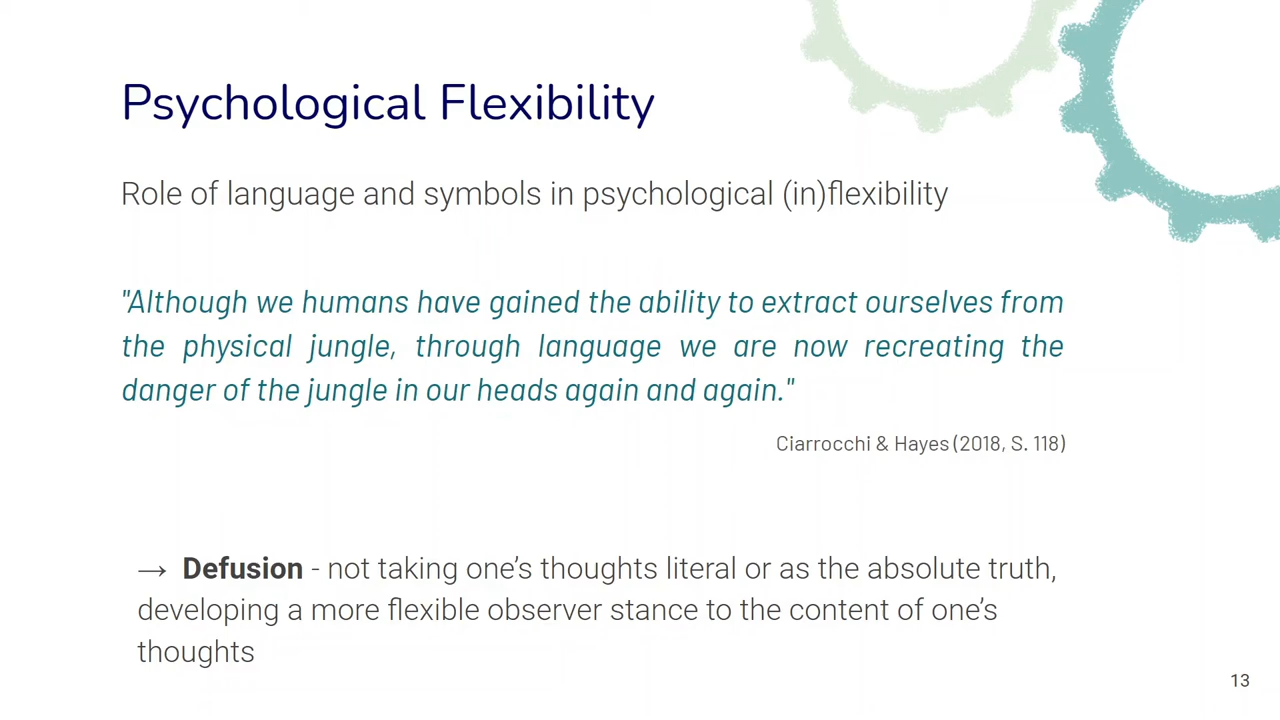 Psychological Flexibility
Role of language and symbols in psychological (in)flexibility
"Although we humans have gained the ability to extract ourselves from
the physical jungle, through language we are now recreating the
danger of the jungle in our heads again and again."
Ciarrocchi & Hayes (2018, S. 118)
→ Defusion - not taking one’s thoughts literal or as the absolute truth,
developing a more flexible observer stance to the content of one’s
thoughts
13